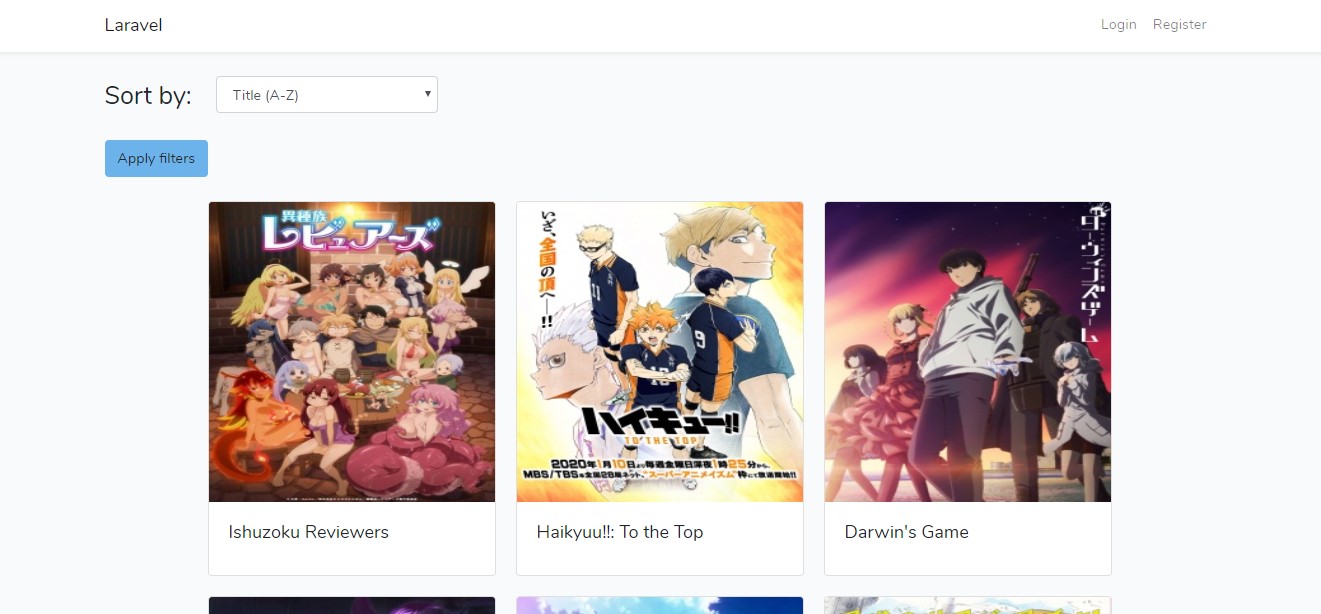 Laravel
Login Register
Sort by:
Title (A-Z)
Apply filters
異種族
レビュアーズ
いざ、全国の頂へ——!!
11
9
10
ハイキュー!!
TO THE TOP
2020年1月10日より毎週金曜日深夜1時25分から、
MBS/TBS系全国28局ネット、"スーパーアニメイズム"枠にて放送開始!!
ダーウィンズゲーム
Ishuzoku Reviewers
Haikyuu!!: To the Top
Darwin's Game